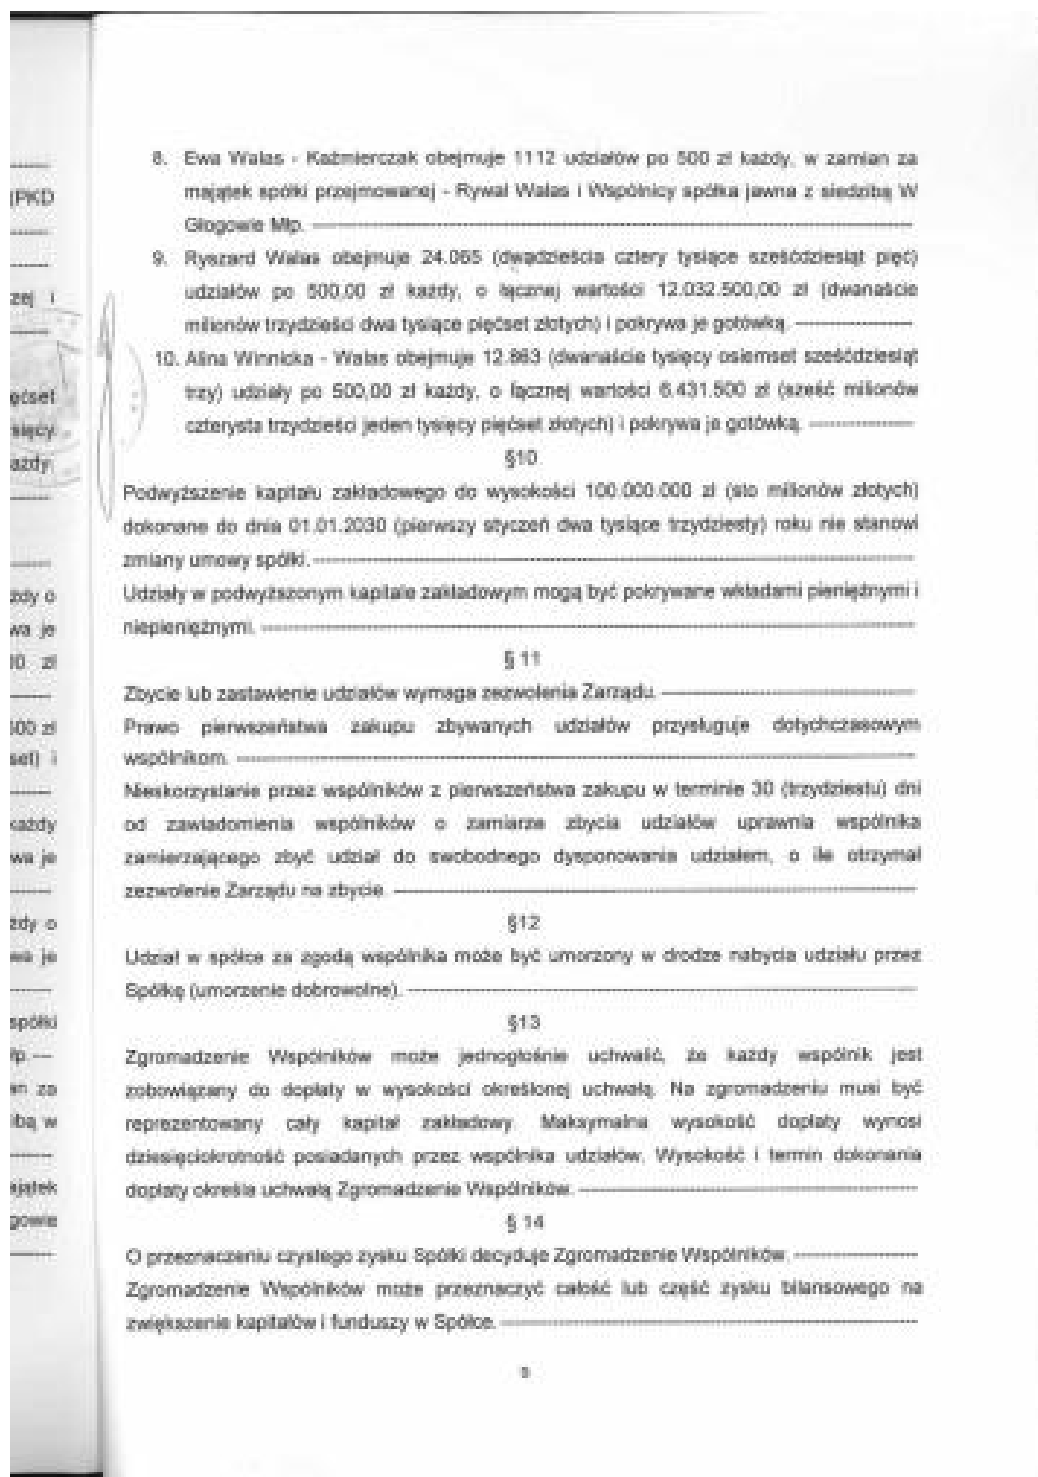 8. Ewa Walas - Kaźmierczak obejmuje 1112 udziałów po 500 zł każdy, w zamian za
majątek spółki przejmowanej - Rywal Walas i Wspólnicy spółka jawna z siedzibą W
Głogowie Młp. ---
9. Ryszard Walas obejmuje 24.065 (dwadzieścia cztery tysiące sześćdziesiąt pięć)
udziałów po 500,00 zł każdy, o łącznej wartości 12.032.500,00 zł (dwanaście
milionów trzydzieści dwa tysiące pięćset złotych) i pokrywa je gotówką. ---
10. Alina Winnicka - Walas obejmuje 12.863 (dwanaście tysięcy osiemset sześćdziesiąt
trzy) udziały po 500,00 zł każdy, o łącznej wartości 6.431.500 zł (sześć milionów
czterysta trzydzieści jeden tysięcy pięćset złotych) i pokrywa je gotówką. ---
§10
Podwyższenie kapitału zakładowego do wysokości 100.000.000 zł (sto milionów złotych)
dokonane do dnia 01.01.2030 (pierwszy styczeń dwa tysiące trzydziesty) roku nie stanowi
zmiany umowy spółki. ---
Udziały w podwyższonym kapitale zakładowym mogą być pokrywane wkładami pieniężnymi i
niepieniężnymi. ---
§ 11
Zbycie lub zastawienie udziałów wymaga zezwolenia Zarządu. ---
Prawo pierwszeństwa zakupu zbywanych udziałów przysługuje dotychczasowym
wspólnikom. ---
Nieskorzystanie przez wspólników z pierwszeństwa zakupu w terminie 30 (trzydziestu) dni
od zawiadomienia wspólników o zamiarze zbycia udziałów uprawnia wspólnika
zamierzającego zbyć udział do swobodnego dysponowania udziałem, o ile otrzymał
zezwolenie Zarządu na zbycie. ---
§12
Udział w spółce za zgodą wspólnika może być umorzony w drodze nabycia udziału przez
Spółkę (umorzenie dobrowolne). ---
§13
Zgromadzenie Wspólników może jednogłośnie uchwalić, że każdy wspólnik jest
zobowiązany do dopłaty w wysokości określonej uchwałą. Na zgromadzeniu musi być
reprezentowany cały kapitał zakładowy. Maksymalna wysokość dopłaty wynosi
dziesięciokrotność posiadanych przez wspólnika udziałów. Wysokość i termin dokonania
dopłaty określa uchwałą Zgromadzenie Wspólników. ---
§ 14
O przeznaczeniu czystego zysku Spółki decyduje Zgromadzenie Wspólników. ---
Zgromadzenie Wspólników może przeznaczyć całość lub część zysku bilansowego na
zwiększenie kapitałów i funduszy w Spółce. ---